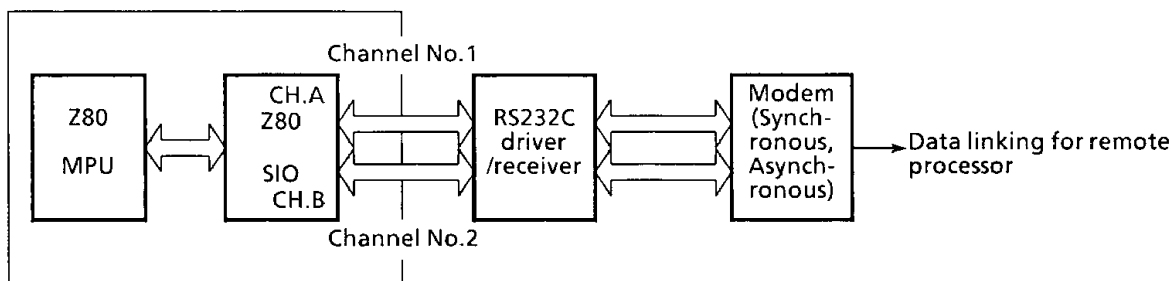 Channel No.1
Z80
MPU
CH.A
Z80
SIO
CH.B
RS232C
driver
/receiver
Modem
(Synch-
ronous,
Asynch-
ronous)
Data linking for remote
processor
Channel No.2